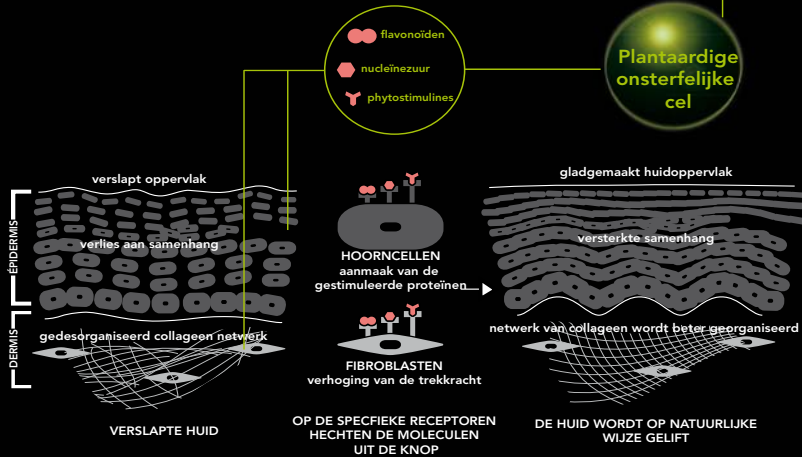 flavonoïden
nucleïnezuur
phytostimulines
Plantaardige
onsterfelijke
cel
ÉPIDERMIS
DERMIS
verslapt oppervlak
verlies aan samenhang
gedesorganiseerd collageen netwerk
VERSLAPTE HUID
HOORNCELLEN
aanmaak van de
gestimuleerde proteïnen
FIBROBLASTEN
verhoging van de trekkracht
OP DE SPECFIEKE RECEPTOREN
HECHTEN DE MOLECULEN
UIT DE KNOP
gladgemaakt huidoppervlak
versterkte samenhang
netwerk van collageen wordt beter georganiseerd
DE HUID WORDT OP NATUURLIJKE
WIJZE GELIFT